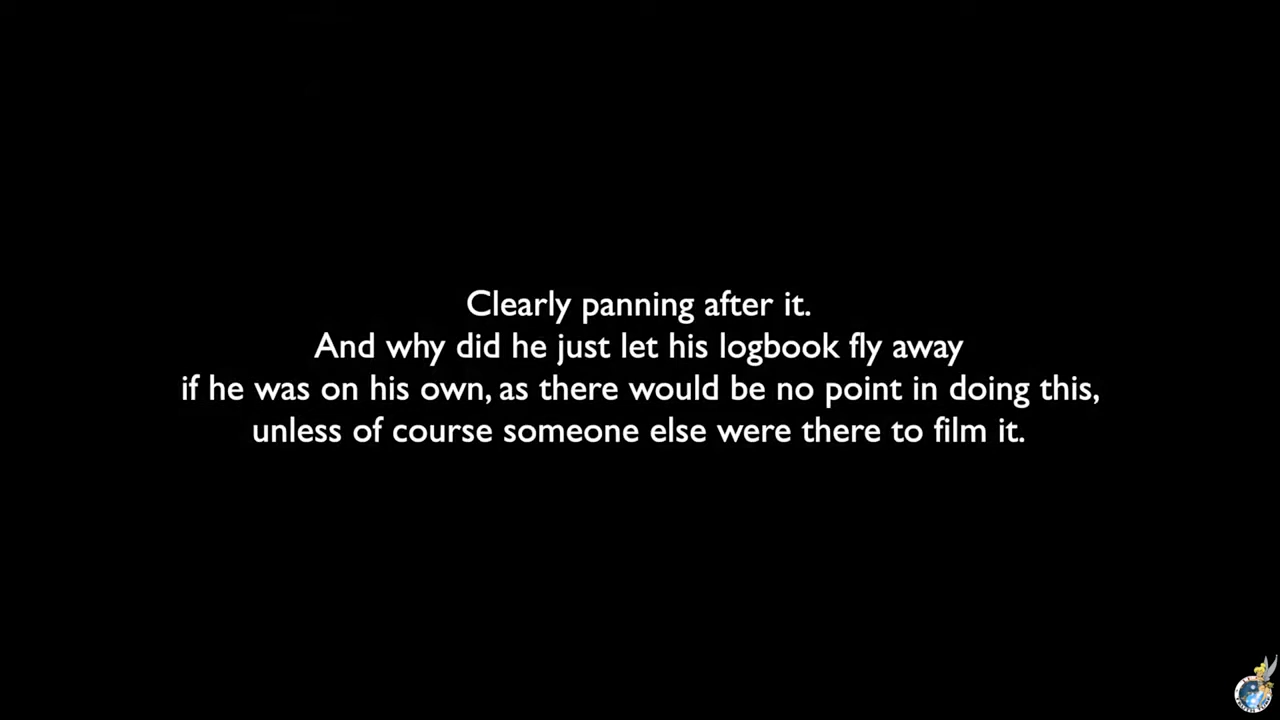 Clearly panning after it.
And why did he just let his logbook fly away
if he was on his own, as there would be no point in doing this,
unless of course someone else were there to film it.